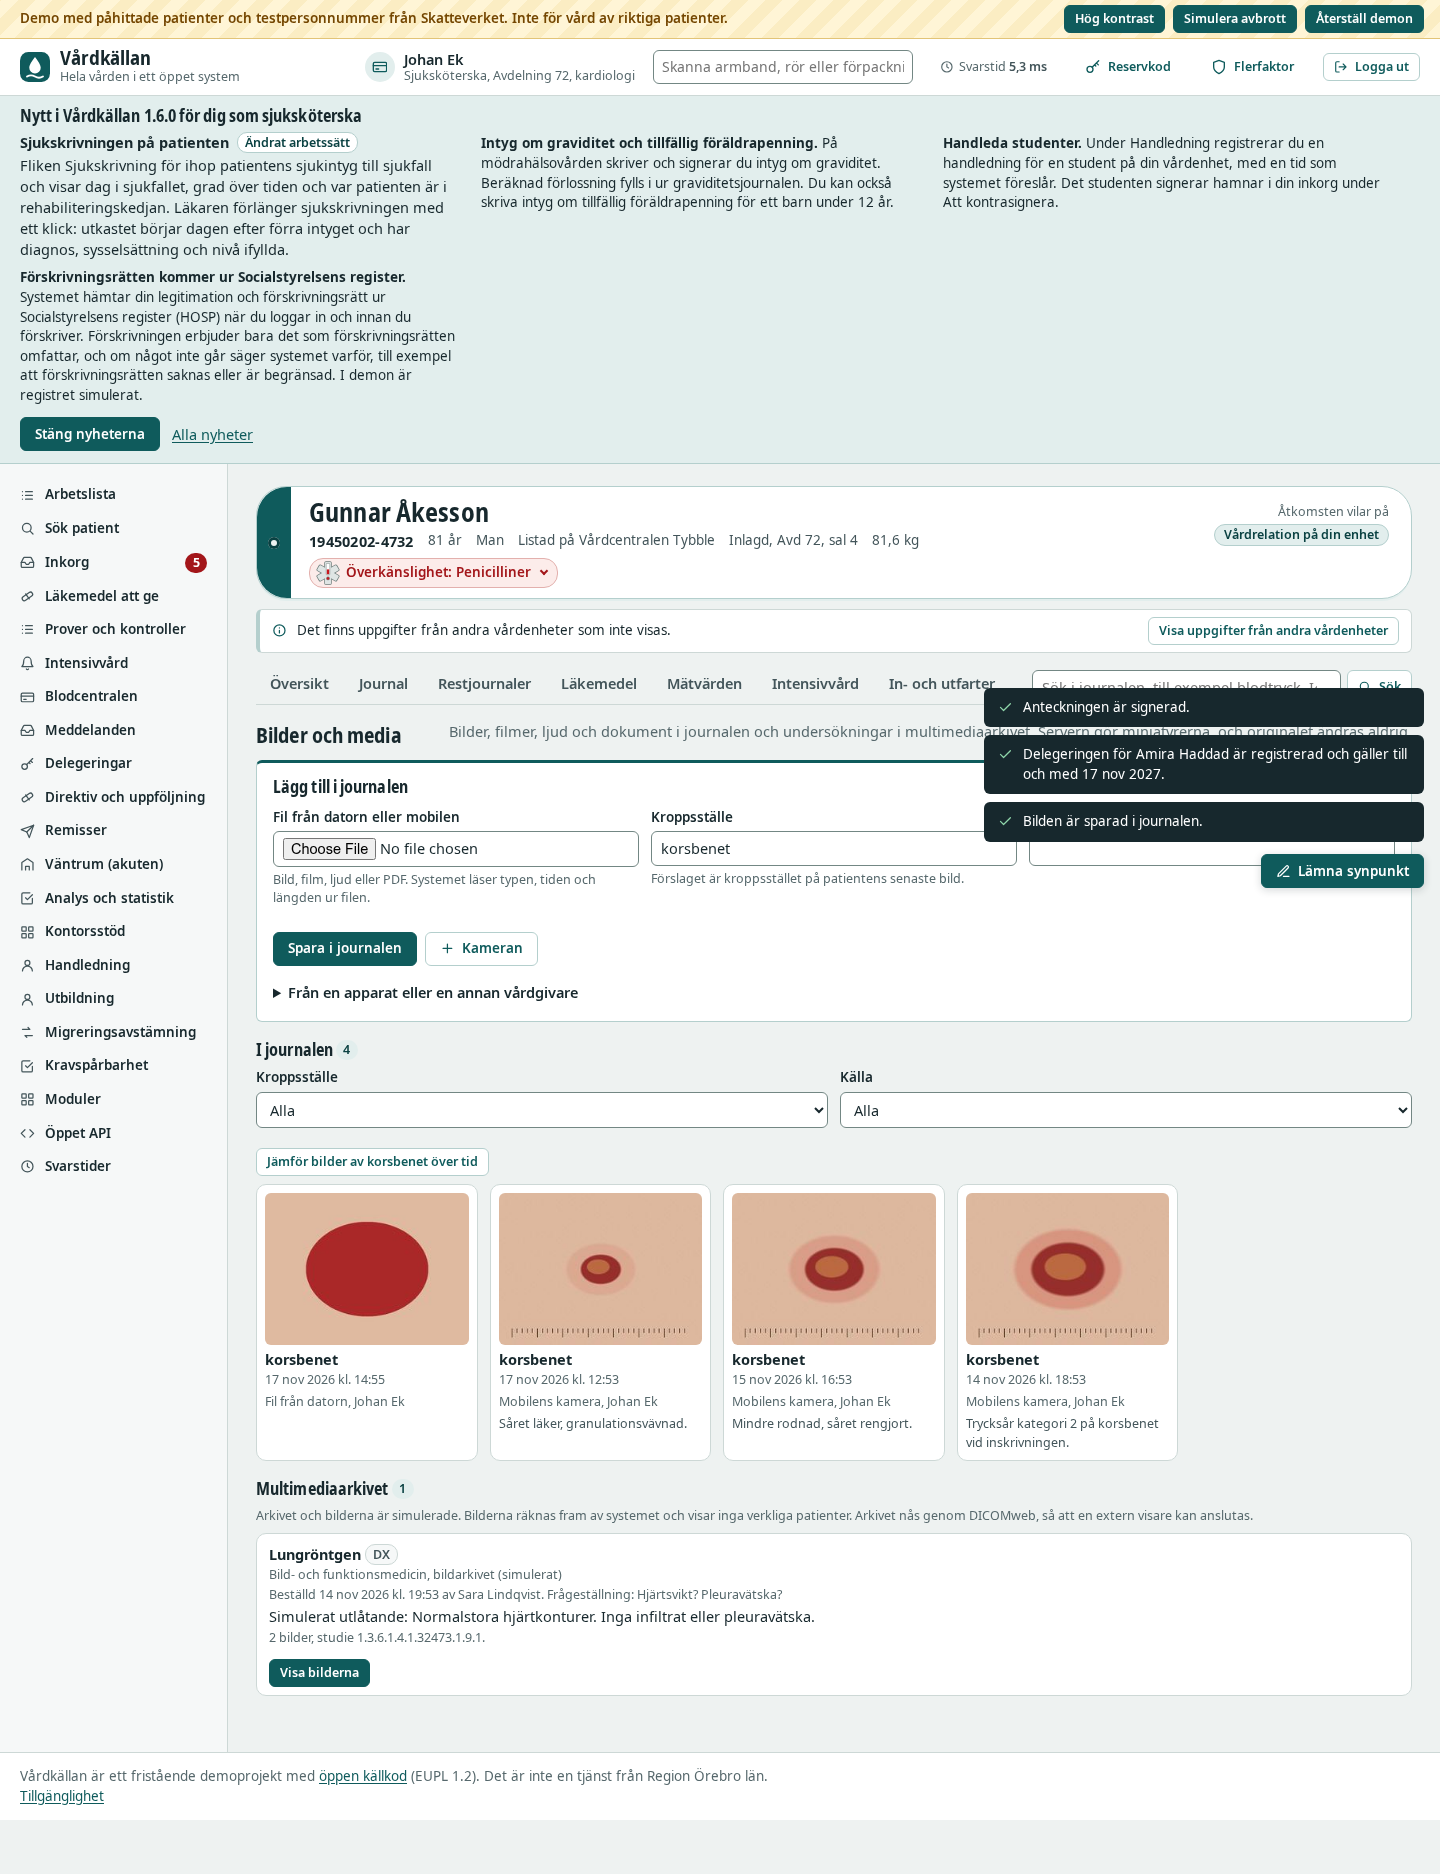 Demo med påhittade patienter och testpersonnummer från Skatteverket. Inte för vård av riktiga patienter.
Hög kontrast
Simulera avbrott
Återställ demon
Vårdkällan
Hela vården i ett öppet system
Johan Ek
Sjuksköterska, Avdelning 72, kardiologi
Skanna armband, rör eller förpackni
Svarstid 5,3 ms
Reservkod
Flerfaktor
Logga ut
Nytt i Vårdkällan 1.6.0 för dig som sjuksköterska
Sjukskrivningen på patienten Ändrat arbetssätt
Fliken Sjukskrivning för ihop patientens sjukintyg till sjukfall
och visar dag i sjukfallet, grad över tiden och var patienten är i
rehabiliteringskedjan. Läkaren förlänger sjukskrivningen med
ett klick: utkastet börjar dagen efter förra intyget och har
diagnos, sysselsättning och nivå ifyllda.
Förskrivningsrätten kommer ur Socialstyrelsens register.
Systemet hämtar din legitimation och förskrivningsrätt ur
Socialstyrelsens register (HOSP) när du loggar in och innan du
förskriver. Förskrivningen erbjuder bara det som förskrivningsrätten
omfattar, och om något inte går säger systemet varför, till exempel
att förskrivningsrätten saknas eller är begränsad. I demon är
registret simulerat.
Intyg om graviditet och tillfällig föräldrapenning. På
mödrahälsovården skriver och signerar du intyg om graviditet.
Beräknad förlossning fylls i ur graviditetsjournalen. Du kan också
skriva intyg om tillfällig föräldrapenning för ett barn under 12 år.
Handleda studenter. Under Handledning registrerar du en
handledning för en student på din vårdenhet, med en tid som
systemet föreslår. Det studenten signerar hamnar i din inkorg under
Att kontrasignera.
Stäng nyheterna
Alla nyheter
Arbetslista
Sök patient
Inkorg 5
Läkemedel att ge
Prover och kontroller
Intensivvård
Blodcentralen
Meddelanden
Delegeringar
Direktiv och uppföljning
Remisser
Väntrum (akuten)
Analys och statistik
Kontorsstöd
Handledning
Utbildning
Migreringsavstämning
Kravspårbarhet
Moduler
Öppet API
Svarstider
Gunnar Åkesson
19450202-4732 81 år Man Listad på Vårdcentralen Tybble Inlagd, Avd 72, sal 4 81,6 kg
Överkänslighet: Penicilliner
Åtkomsten vilar på
Vårdrelation på din enhet
Det finns uppgifter från andra vårdenheter som inte visas.
Visa uppgifter från andra vårdenheter
Översikt
Journal
Restjournaler
Läkemedel
Mätvärden
Intensivvård
In- och utfarter
Sök i journalen, till exempel blodtryck,
Sök
Bilder och media
Bilder, filmer, ljud och dokument i journalen och undersökningar i multimediaarkivet. Servern gör miniatyrerna, och originalet ändras aldrig.
Anteckningen är signerad.
Delegeringen för Amira Haddad är registrerad och gäller till
och med 17 nov 2027.
Bilden är sparad i journalen.
Lämna synpunkt
Lägg till i journalen
Fil från datorn eller mobilen
Choose File No file chosen
Bild, film, ljud eller PDF. Systemet läser typen, tiden och
längden ur filen.
Kroppsställe
korsbenet
Förslaget är kroppsstället på patientens senaste bild.
Spara i journalen
Kameran
Från en apparat eller en annan vårdgivare
I journalen 4
Kroppsställe
Alla
Källa
Alla
Jämför bilder av korsbenet över tid
korsbenet
17 nov 2026 kl. 14:55
Fil från datorn, Johan Ek
korsbenet
17 nov 2026 kl. 12:53
Mobilens kamera, Johan Ek
Såret läker, granulationsvävnad.
korsbenet
15 nov 2026 kl. 16:53
Mobilens kamera, Johan Ek
Mindre rodnad, såret rengjort.
korsbenet
14 nov 2026 kl. 18:53
Mobilens kamera, Johan Ek
Trycksår kategori 2 på korsbenet
vid inskrivningen.
Multimediaarkivet 1
Arkivet och bilderna är simulerade. Bilderna räknas fram av systemet och visar inga verkliga patienter. Arkivet nås genom DICOMweb, så att en extern visare kan anslutas.
Lungröntgen DX
Bild- och funktionsmedicin, bildarkivet (simulerat)
Beställd 14 nov 2026 kl. 19:53 av Sara Lindqvist. Frågeställning: Hjärtsvikt? Pleuravätska?
Simulerat utlåtande: Normalstora hjärtkonturer. Inga infiltrat eller pleuravätska.
2 bilder, studie 1.3.6.1.4.1.32473.1.9.1.
Visa bilderna
Vårdkällan är ett fristående demoprojekt med öppen källkod (EUPL 1.2). Det är inte en tjänst från Region Örebro län.
Tillgänglighet